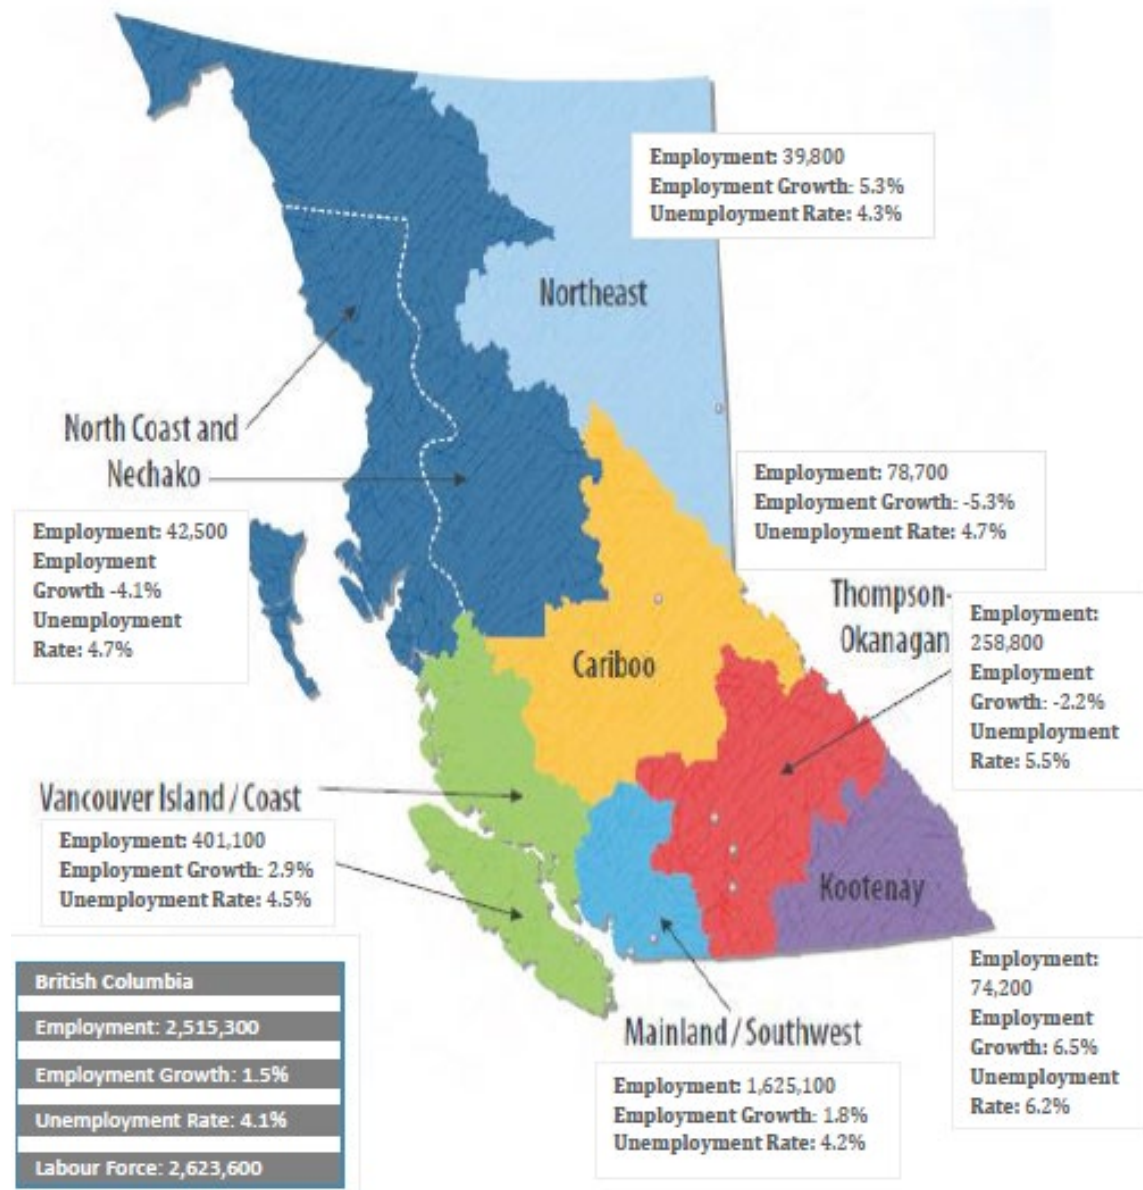 Employment: 39,800
Employment Growth: 5.3%
Unemployment Rate: 4.3%
Northeast
North Coast and
Nechako
Employment: 42,500
Employment
Growth -4.1%
Unemployment
Rate: 4.7%
Employment: 78,700
Employment Growth: -5.3%
Unemployment Rate: 4.7%
Cariboo
Thompson-
Okanagan
Employment:
258,800
Employment
Growth: -2.2%
Unemployment
Rate: 5.5%
Vancouver Island / Coast
Employment: 401,100
Employment Growth: 2.9%
Unemployment Rate: 4.5%
Kootenay
Employment:
74,200
Employment
Growth: 6.5%
Unemployment
Rate: 6.2%
Mainland / Southwest
Employment: 1,625,100
Employment Growth: 1.8%
Unemployment Rate: 4.2%
British Columbia
Employment: 2,515,300
Employment Growth: 1.5%
Unemployment Rate: 4.1%
Labour Force: 2,623,600